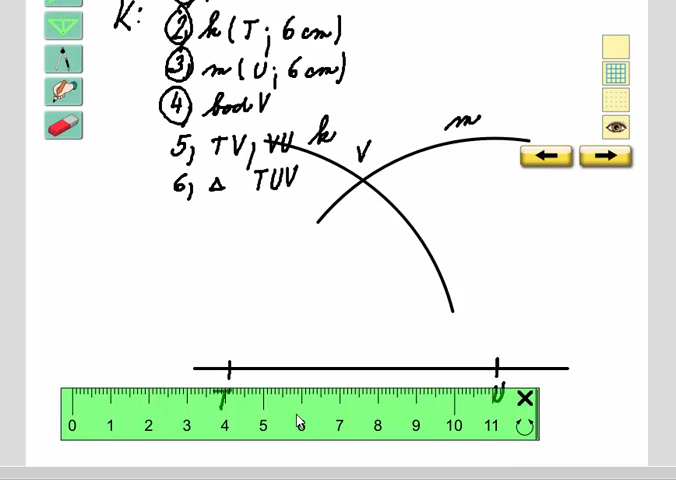 K:
2, k (T; 6 cm)
3, m (U; 6 cm)
4 bod V
5, TV, VU
6, △ TUV
k
V
m
T
U
0 1 2 3 4 5 6 7 8 9 10 11